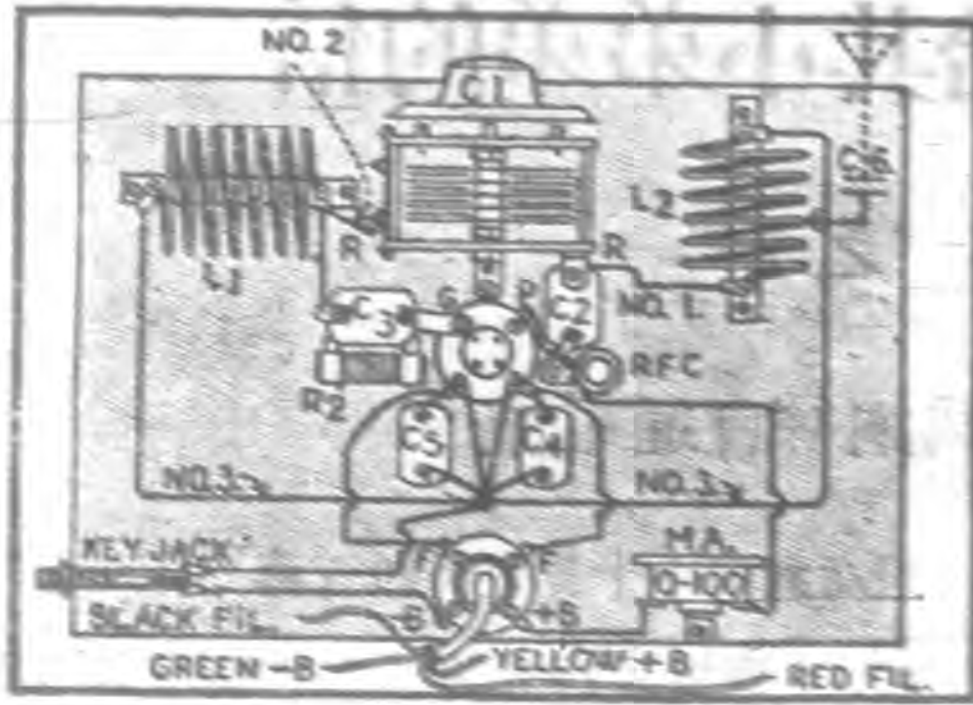 NO. 2
C1
L2
L1
R
R
G
P
C3
C2
NO. 1.
RFC
R2
C5
C4
NO. 3
NO. 3
KEY JACK
M.A.
F
F
0-100
BLACK FIL.
-B
+B
GREEN -B
YELLOW + B
RED FIL.